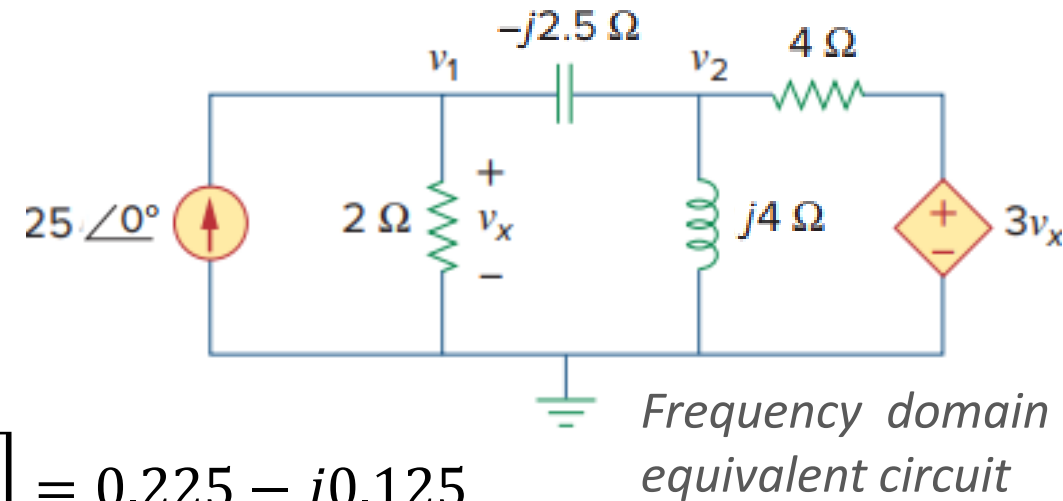 –j2.5 Ω
4 Ω
v₁
v₂
25 ∠0°
2 Ω
+
vₓ
–
j4 Ω
+
–
3vₓ
Frequency domain
equivalent circuit
] = 0.225 − j0.125